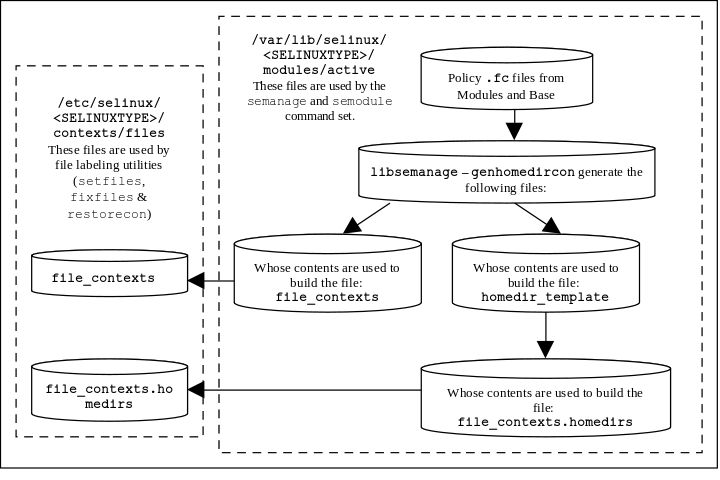 /var/lib/selinux/
<SELINUXTYPE>/
modules/active
These files are used by the
semanage and semodule
command set.
Policy .fc files from
Modules and Base
/etc/selinux/
<SELINUXTYPE>/
contexts/files
These files are used by
file labeling utilities
(setfiles,
fixfiles &
restorecon)
libsemanage – genhomedircon generate the
following files:
file_contexts
Whose contents are used to
build the file:
file_contexts
Whose contents are used to
build the file:
homedir_template
file_contexts.ho
medirs
Whose contents are used to build the
file:
file_contexts.homedirs